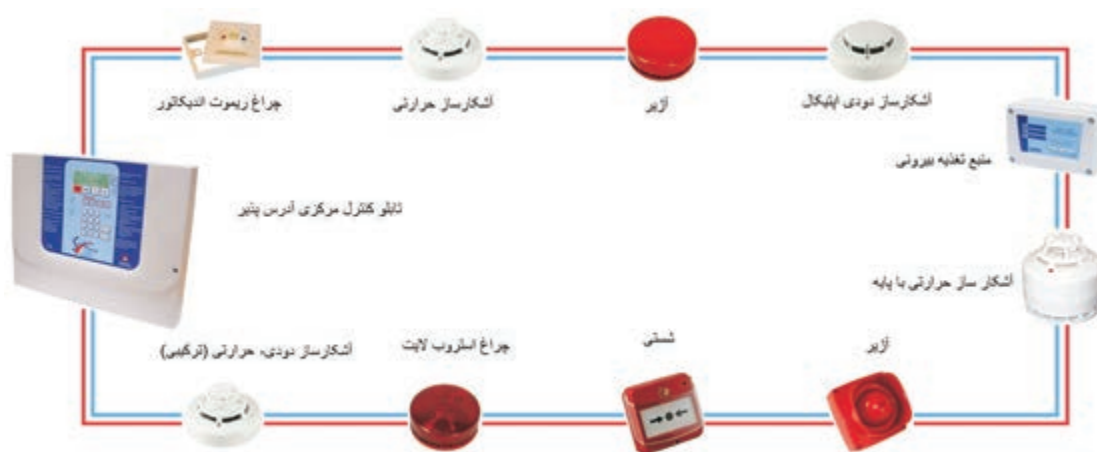 آشکارساز دودی اپتیکال
آژیر
آشکارساز حرارتی
چراغ ریموت اندیکاتور
منبع تغذیه بیرونی
تابلو کنترل مرکزی آدرس پذیر
آشکار ساز حرارتی با پایه
آژیر
شستی
چراغ استروب لایت
آشکارساز دودی، حرارتی (ترکیبی)